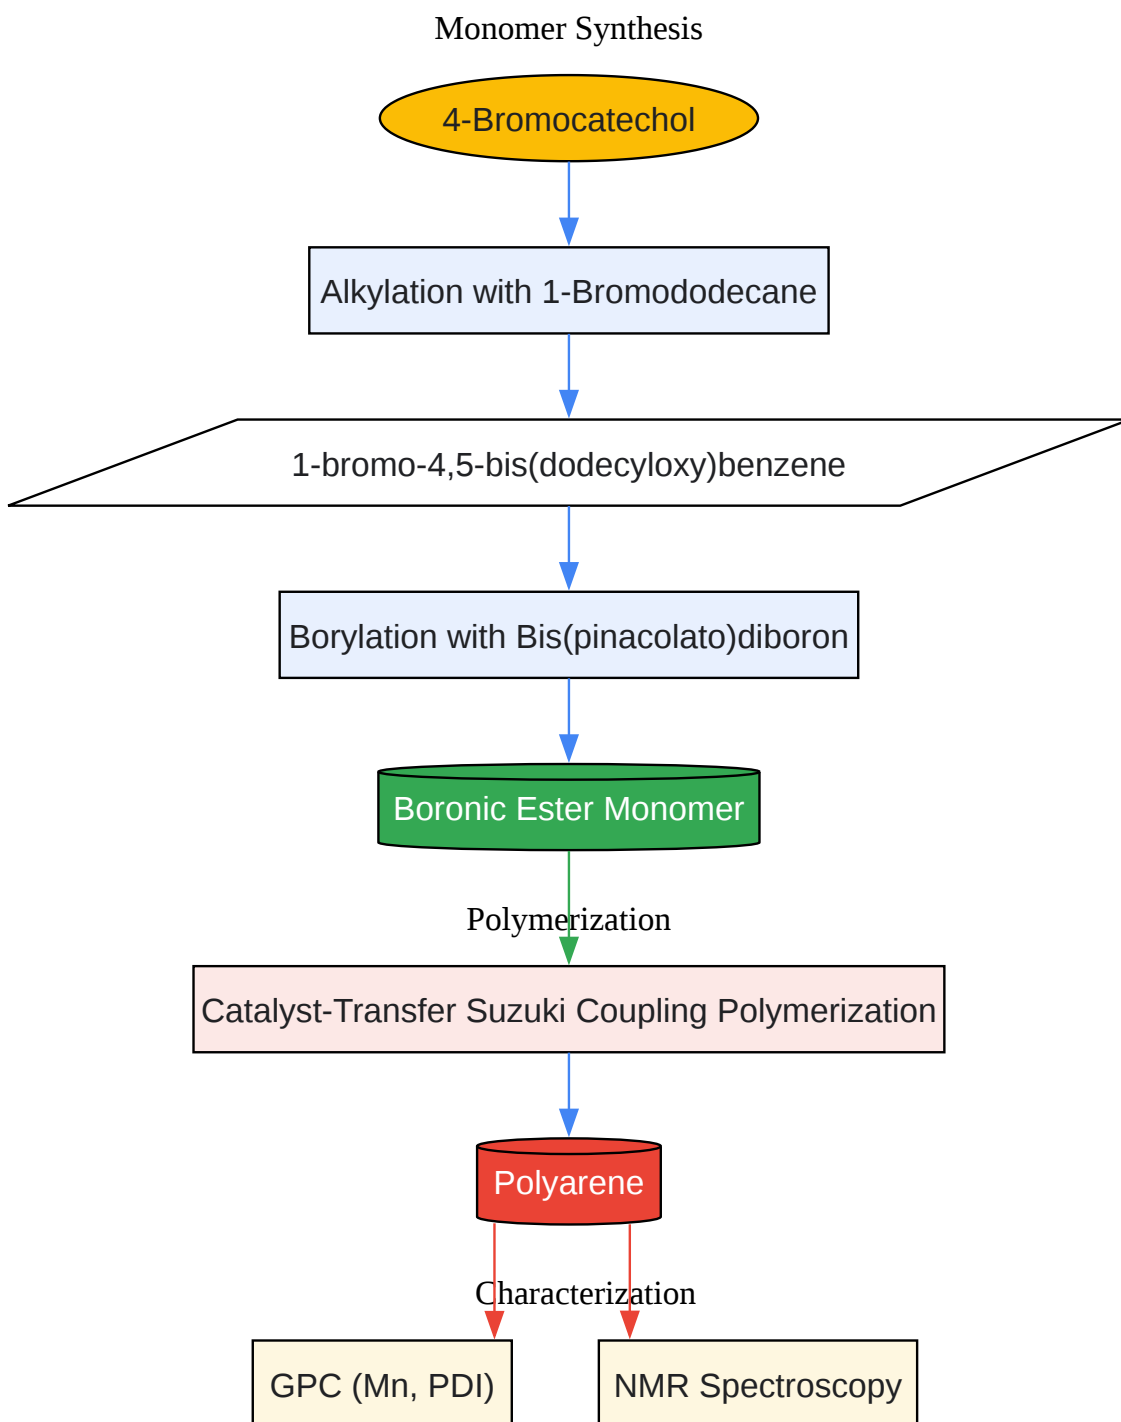 Monomer Synthesis
4-Bromocatechol
Alkylation with 1-Bromododecane
1-bromo-4,5-bis(dodecyloxy)benzene
Borylation with Bis(pinacolato)diboron
Boronic Ester Monomer
Polymerization
Catalyst-Transfer Suzuki Coupling Polymerization
Polyarene
Characterization
GPC (Mn, PDI)
NMR Spectroscopy